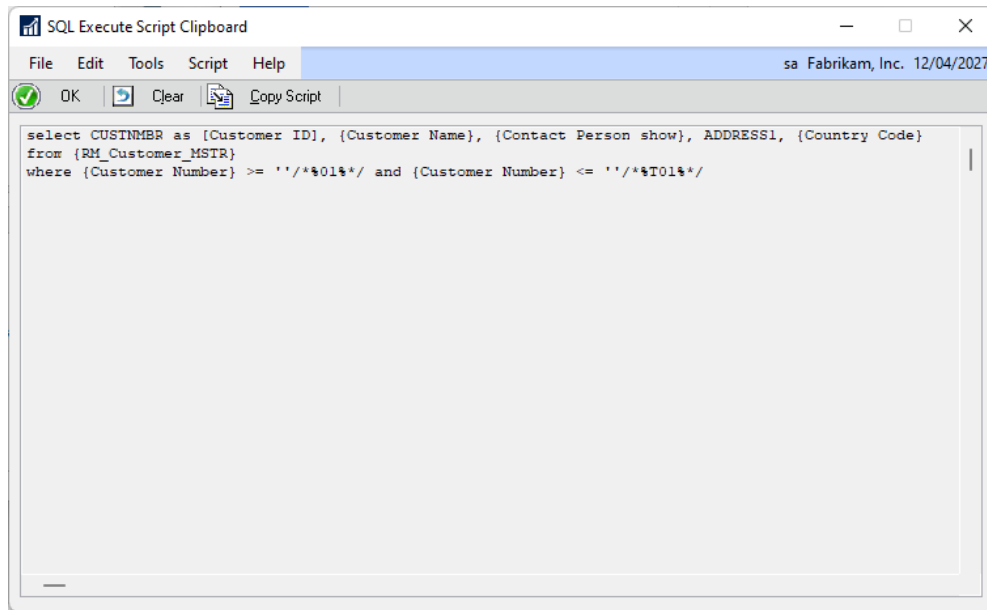 SQL Execute Script Clipboard
File Edit Tools Script Help sa Fabrikam, Inc. 12/04/2027
OK Clear Copy Script
select CUSTNMBR as [Customer ID], {Customer Name}, {Contact Person show}, ADDRESS1, {Country Code}
from {RM_Customer_MSTR}
where {Customer Number} >= ''/*%01%*/ and {Customer Number} <= ''/*%T01%*/